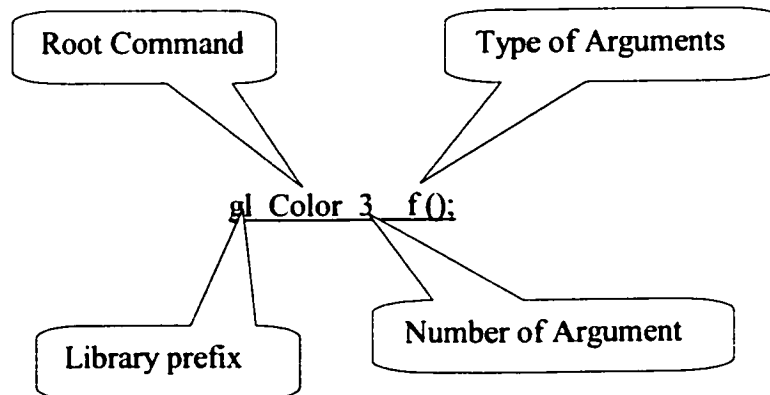 Root Command
Type of Arguments
gl Color 3 f ();
Library prefix
Number of Argument